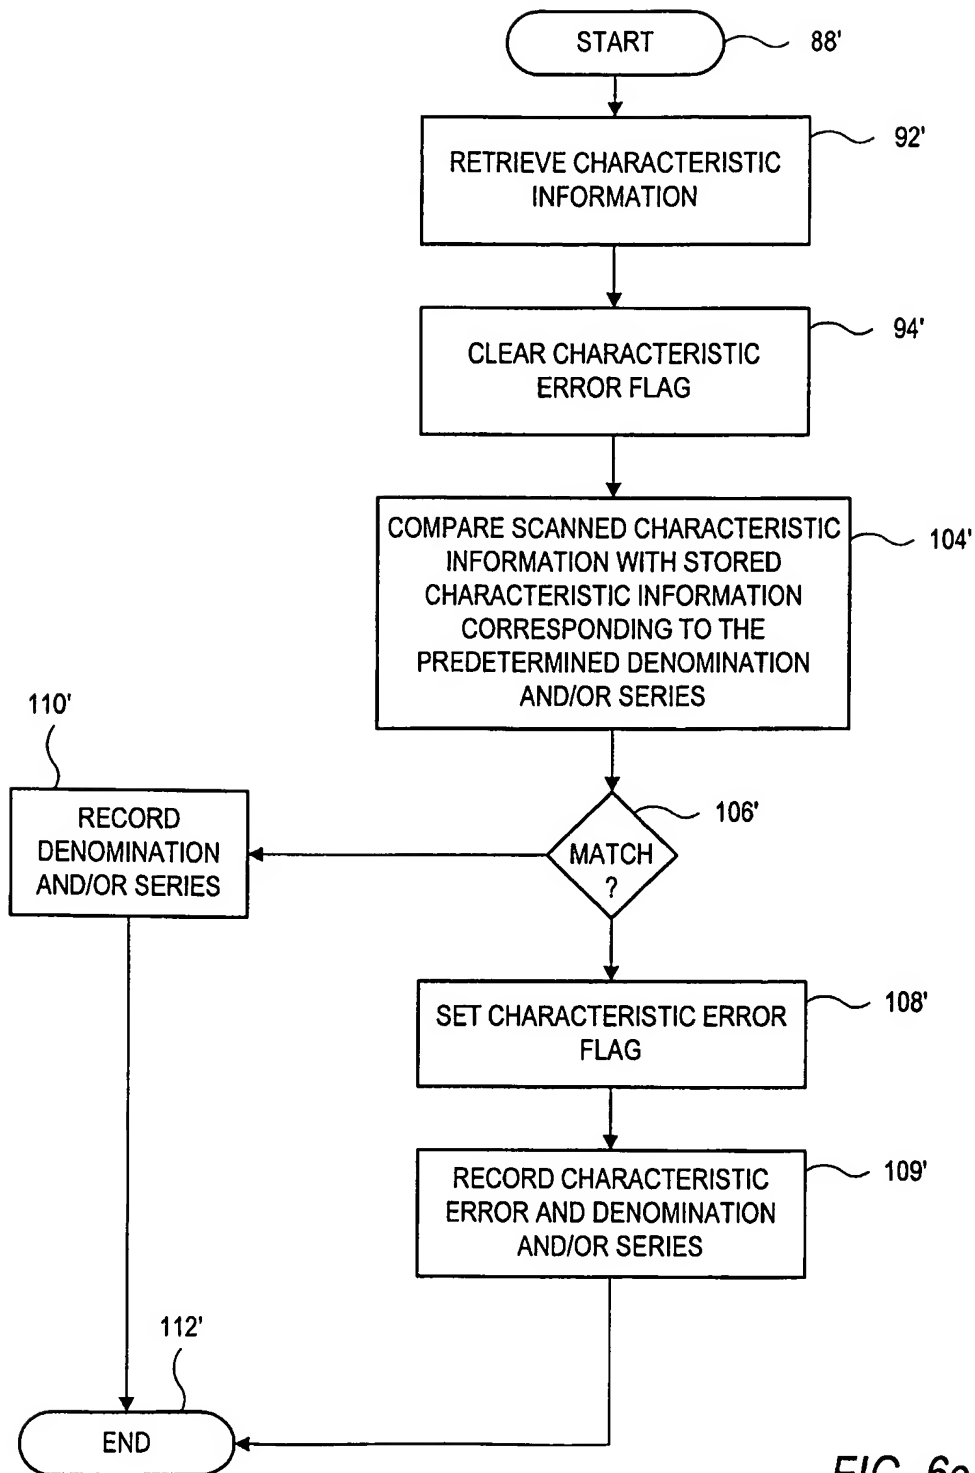 START
88'
92'
RETRIEVE CHARACTERISTIC
INFORMATION
94'
CLEAR CHARACTERISTIC
ERROR FLAG
104'
COMPARE SCANNED CHARACTERISTIC
INFORMATION WITH STORED
CHARACTERISTIC INFORMATION
CORRESPONDING TO THE
PREDETERMINED DENOMINATION
AND/OR SERIES
110'
RECORD
DENOMINATION
AND/OR SERIES
106'
MATCH
?
108'
SET CHARACTERISTIC ERROR
FLAG
109'
RECORD CHARACTERISTIC
ERROR AND DENOMINATION
AND/OR SERIES
112'
END